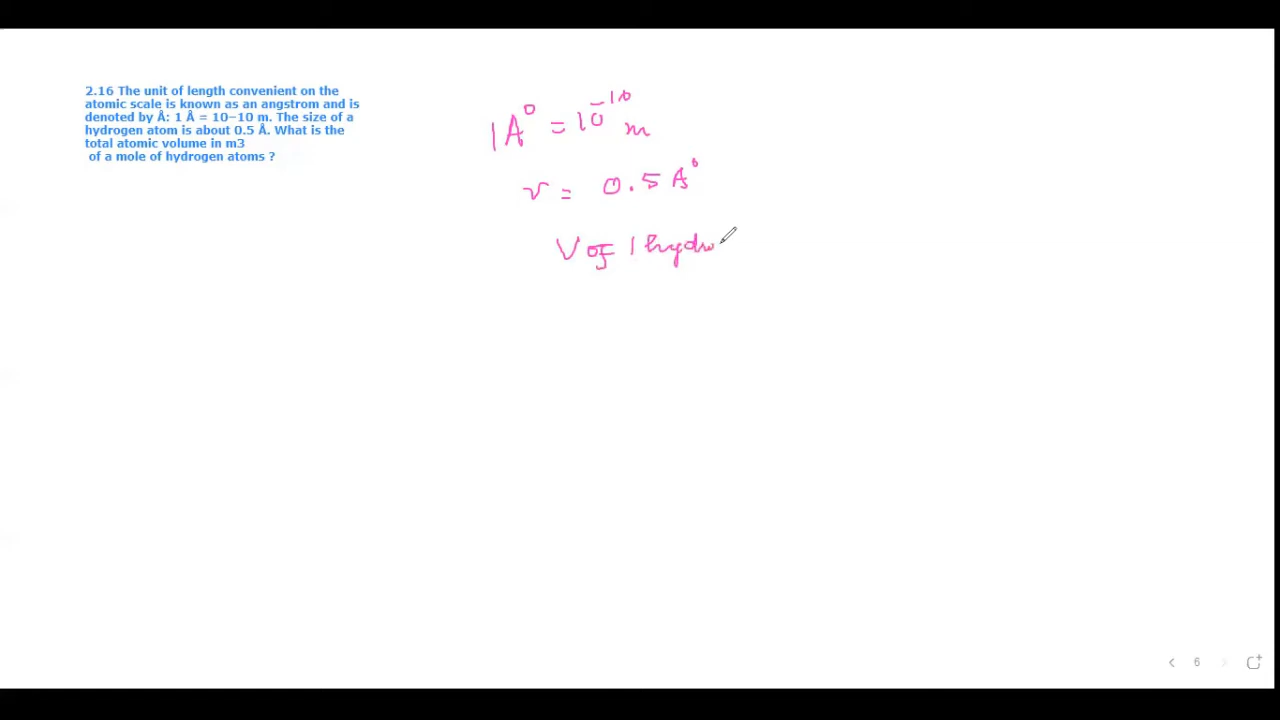 2.16 The unit of length convenient on the
atomic scale is known as an angstrom and is
denoted by Å: 1 Å = 10−10 m. The size of a
hydrogen atom is about 0.5 Å. What is the
total atomic volume in m3
of a mole of hydrogen atoms ?
1A⁰ = 10⁻¹⁰ m
r = 0.5 A⁰
V of 1 hydro
6